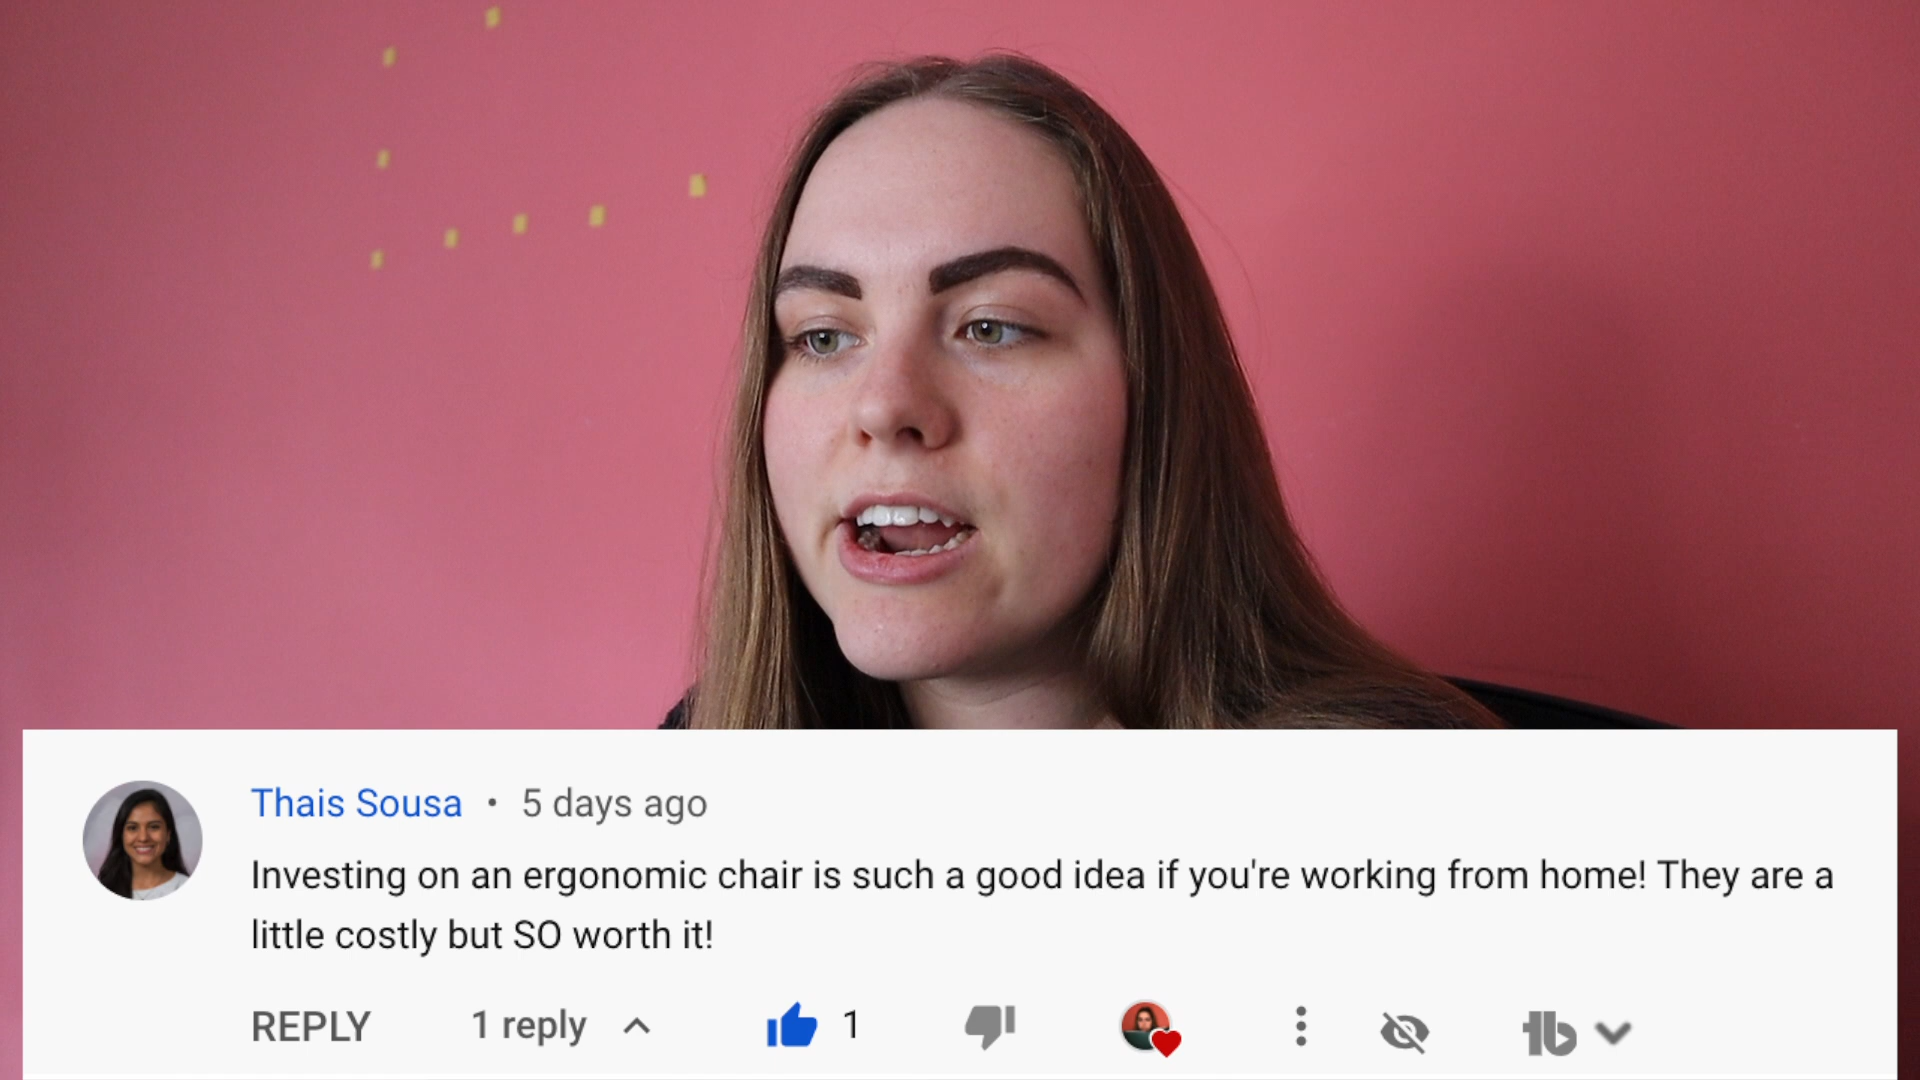 Thais Sousa • 5 days ago
Investing on an ergonomic chair is such a good idea if you're working from home! They are a
little costly but SO worth it!
REPLY 1 reply 1